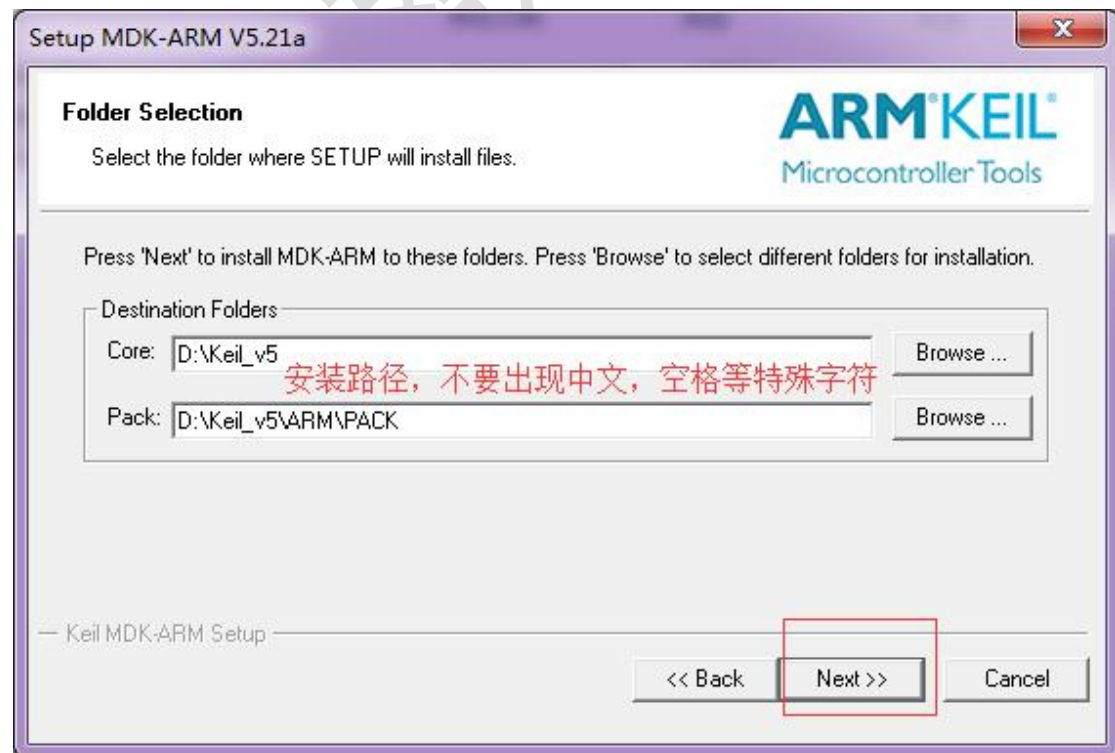 Setup MDK-ARM V5.21a
Folder Selection
Select the folder where SETUP will install files.
ARM®KEIL®
Microcontroller Tools
Press 'Next' to install MDK-ARM to these folders. Press 'Browse' to select different folders for installation.
Destination Folders
Core: D:\Keil_v5 Browse ...
安装路径，不要出现中文，空格等特殊字符
Pack: D:\Keil_v5\ARM\PACK Browse ...
Keil MDK-ARM Setup
<< Back Next >> Cancel